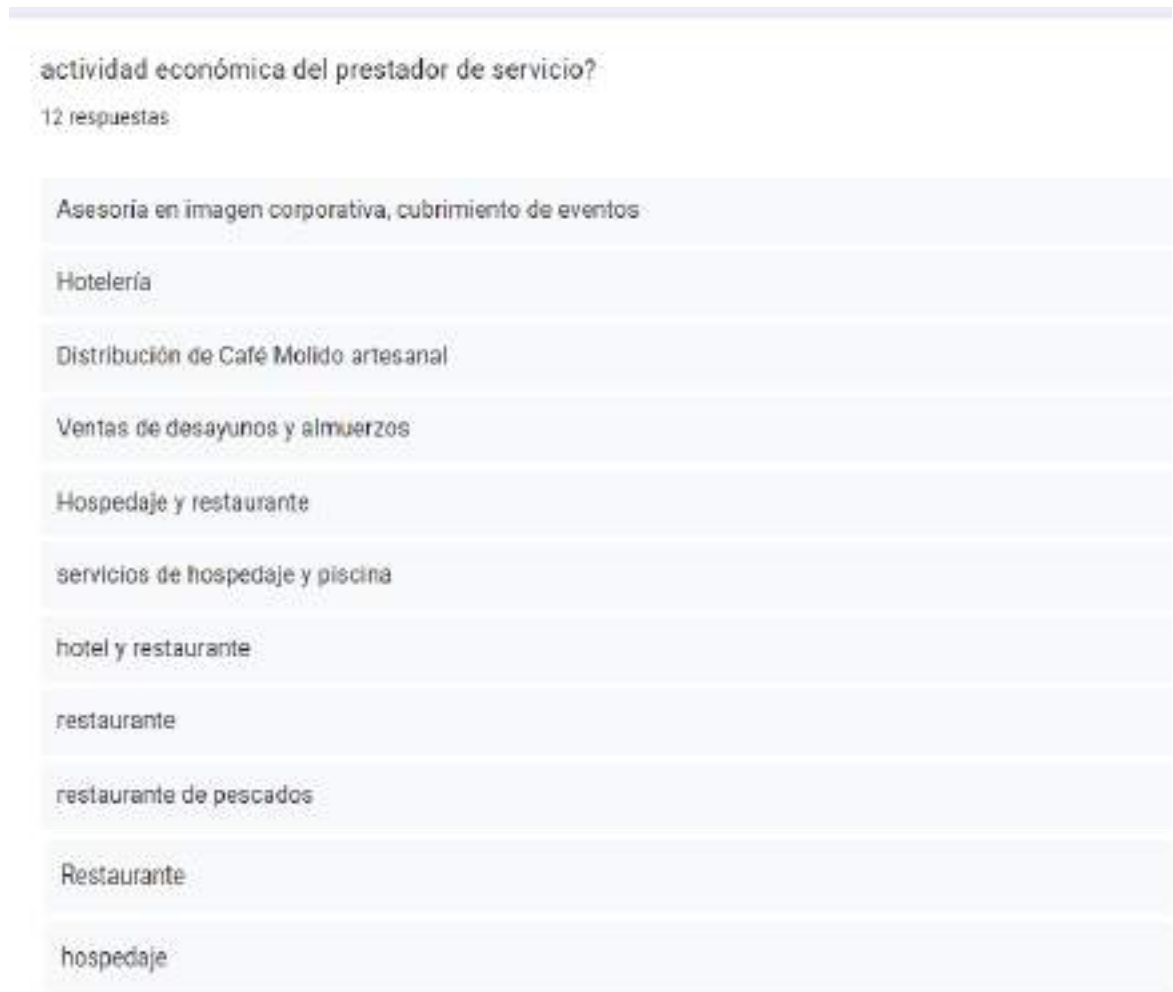 actividad económica del prestador de servicio?
12 respuestas
Asesoría en imagen corporativa, cubrimiento de eventos
Hotelería
Distribución de Café Molido artesanal
Ventas de desayunos y almuerzos
Hospedaje y restaurante
servicios de hospedaje y piscina
hotel y restaurante
restaurante
restaurante de pescados
Restaurante
hospedaje